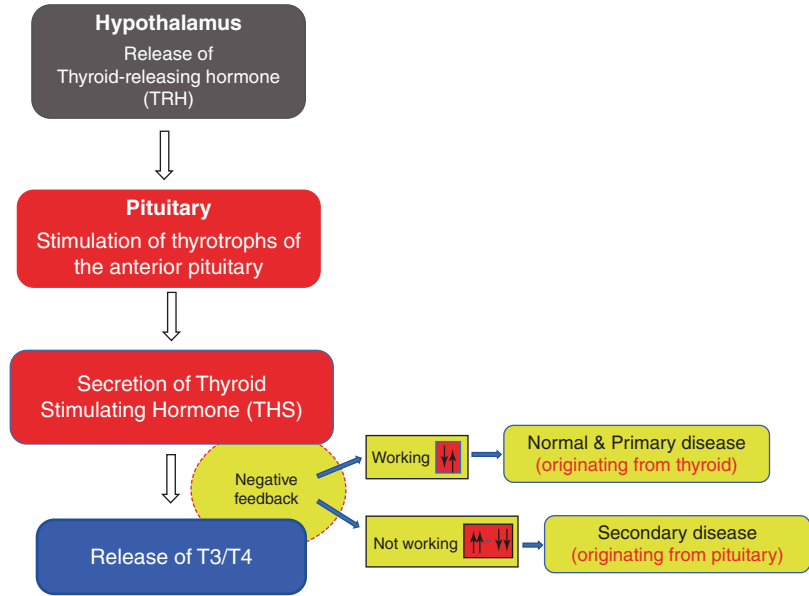 Hypothalamus
Release of
Thyroid-releasing hormone
(TRH)
Pituitary
Stimulation of thyrotrophs of
the anterior pituitary
Secretion of Thyroid
Stimulating Hormone (THS)
Negative
feedback
Working
Normal & Primary disease
(originating from thyroid)
Not working
Secondary disease
(originating from pituitary)
Release of T3/T4